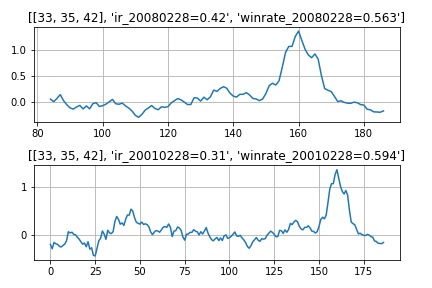 [[33, 35, 42], 'ir_20080228=0.42', 'winrate_20080228=0.563']
1.0
0.5
0.0
80 100 120 140 160 180
[[33, 35, 42], 'ir_20010228=0.31', 'winrate_20010228=0.594']
1
0
0 25 50 75 100 125 150 175